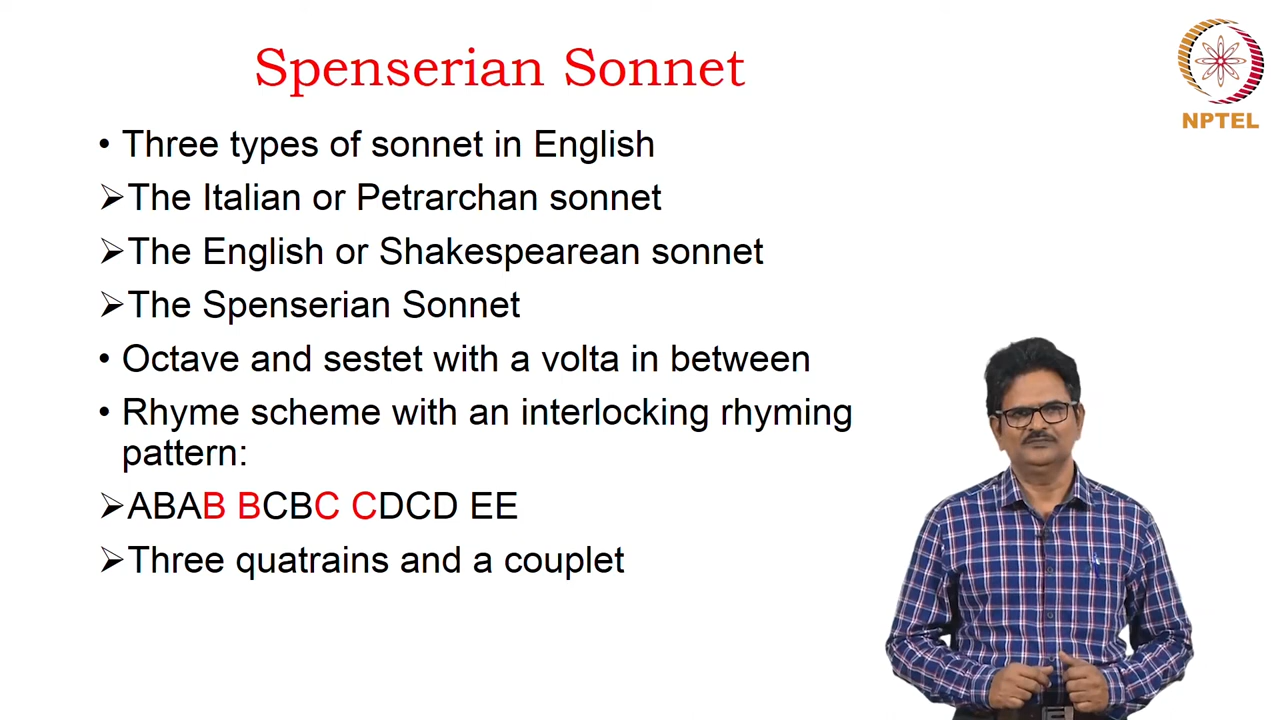 Spenserian Sonnet
NPTEL
• Three types of sonnet in English
➢The Italian or Petrarchan sonnet
➢The English or Shakespearean sonnet
➢The Spenserian Sonnet
• Octave and sestet with a volta in between
• Rhyme scheme with an interlocking rhyming
pattern:
➢ABAB BCBC CDCD EE
➢Three quatrains and a couplet